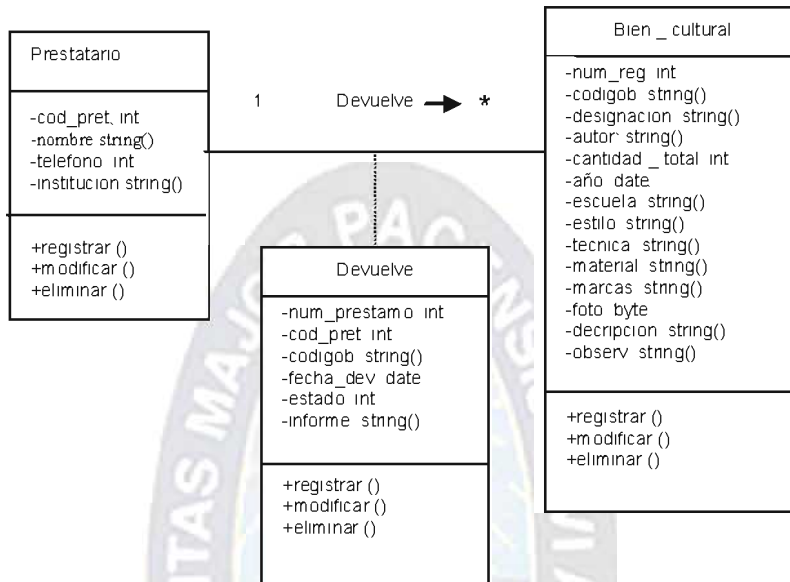 Prestatario
-cod_pret. int
-nombre string()
-telefono int
-institucion string()
+registrar ()
+modificar ()
+eliminar ()
1 Devuelve *
Bien _ cultural
-num_reg int
-codigob string()
-designacion string()
-autor string()
-cantidad _ total int
-año date
-escuela string()
-estilo string()
-tecnica string()
-material string()
-marcas string()
-foto byte
-decripcion string()
-observ string()
+registrar ()
+modificar ()
+eliminar ()
Devuelve
-num_prestamo int
-cod_pret int
-codigob string()
-fecha_dev date
-estado int
-informe string()
+registrar ()
+modificar ()
+eliminar ()